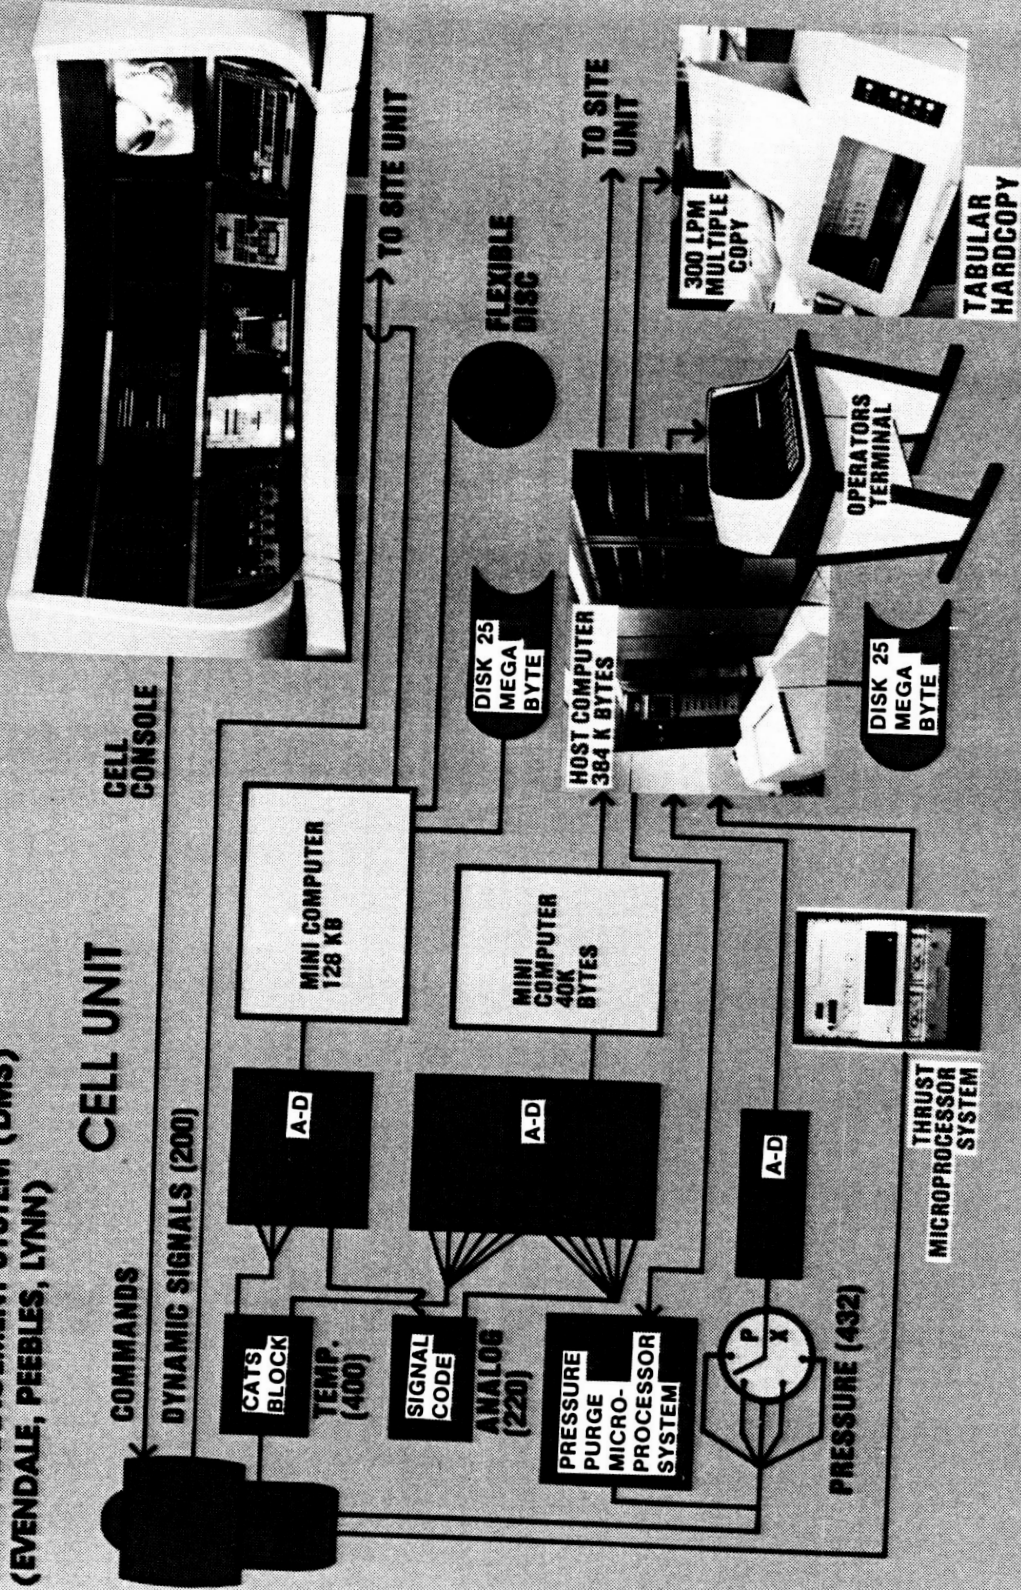 (EVENDALE, PEEBLES, LYNN)
CELL UNIT
COMMANDS
DYNAMIC SIGNALS (200)
CELL
CONSOLE
TO SITE UNIT
CATS
BLOCK
TEMP.
(400)
A-D
MINI COMPUTER
128 KB
DISK 25
MEGA
BYTE
FLEXIBLE
DISC
SIGNAL
CODE
ANALOG
(220)
A-D
MINI
COMPUTER
40K
BYTES
HOST COMPUTER
384 K BYTES
TO SITE
UNIT
300 LPM
MULTIPLE
COPY
TABULAR
HARDCOPY
OPERATORS
TERMINAL
DISK 25
MEGA
BYTE
PRESSURE
PURGE
MICRO-
PROCESSOR
SYSTEM
P
X
PRESSURE (432)
A-D
THRUST
MICROPROCESSOR
SYSTEM